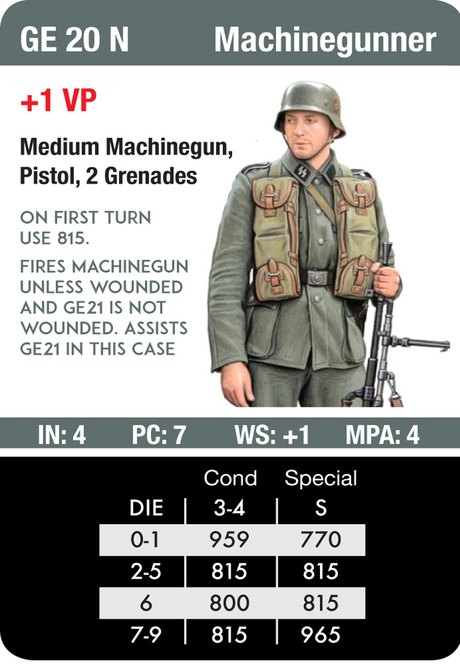 GE 20 N Machinegunner
+1 VP
Medium Machinegun,
Pistol, 2 Grenades
ON FIRST TURN
USE 815.
FIRES MACHINEGUN
UNLESS WOUNDED
AND GE21 IS NOT
WOUNDED. ASSISTS
GE21 IN THIS CASE
IN: 4 PC: 7 WS: +1 MPA: 4
Cond Special
DIE 3-4 S
0-1 959 770
2-5 815 815
6 800 815
7-9 815 965